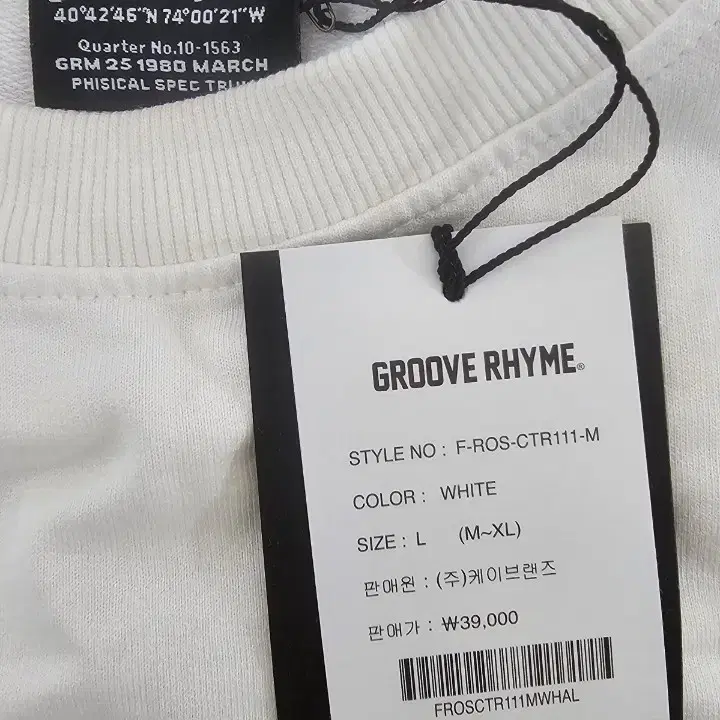 40°42'46"N 74°00'21"W
Quarter No.10-1563
GRM 25 1980 MARCH
PHISICAL SPEC
GROOVE RHYME®
STYLE NO : F-ROS-CTR111-M
COLOR : WHITE
SIZE : L (M~XL)
판매원 : (주)케이브랜즈
판매가 : ₩39,000
FROSCTR111MWHAL